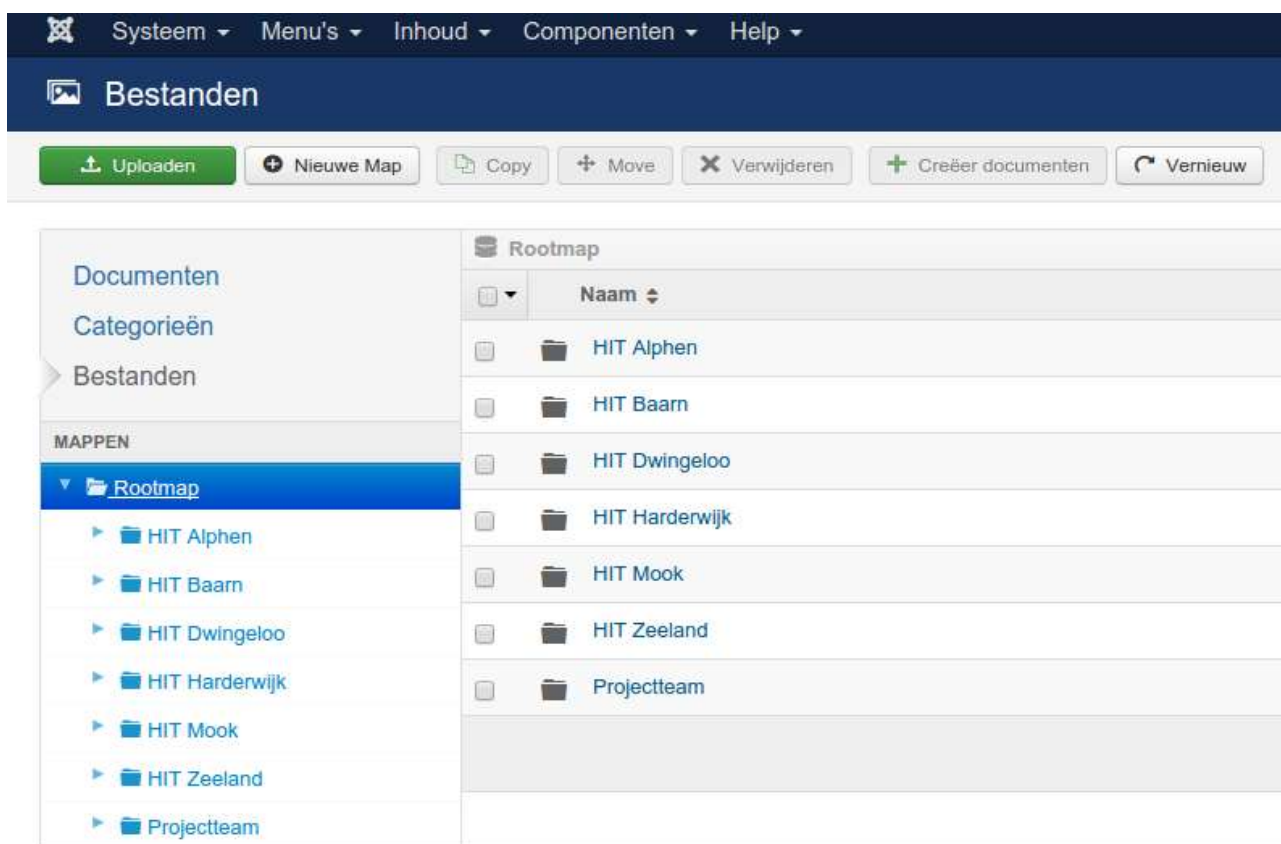 Systeem Menu's Inhoud Componenten Help
Bestanden
Uploaden Nieuwe Map Copy Move Verwijderen Creëer documenten Vernieuw
Documenten
Categorieën
Bestanden
MAPPEN
Rootmap
HIT Alphen
HIT Baarn
HIT Dwingeloo
HIT Harderwijk
HIT Mook
HIT Zeeland
Projectteam
Rootmap
Naam
HIT Alphen
HIT Baarn
HIT Dwingeloo
HIT Harderwijk
HIT Mook
HIT Zeeland
Projectteam